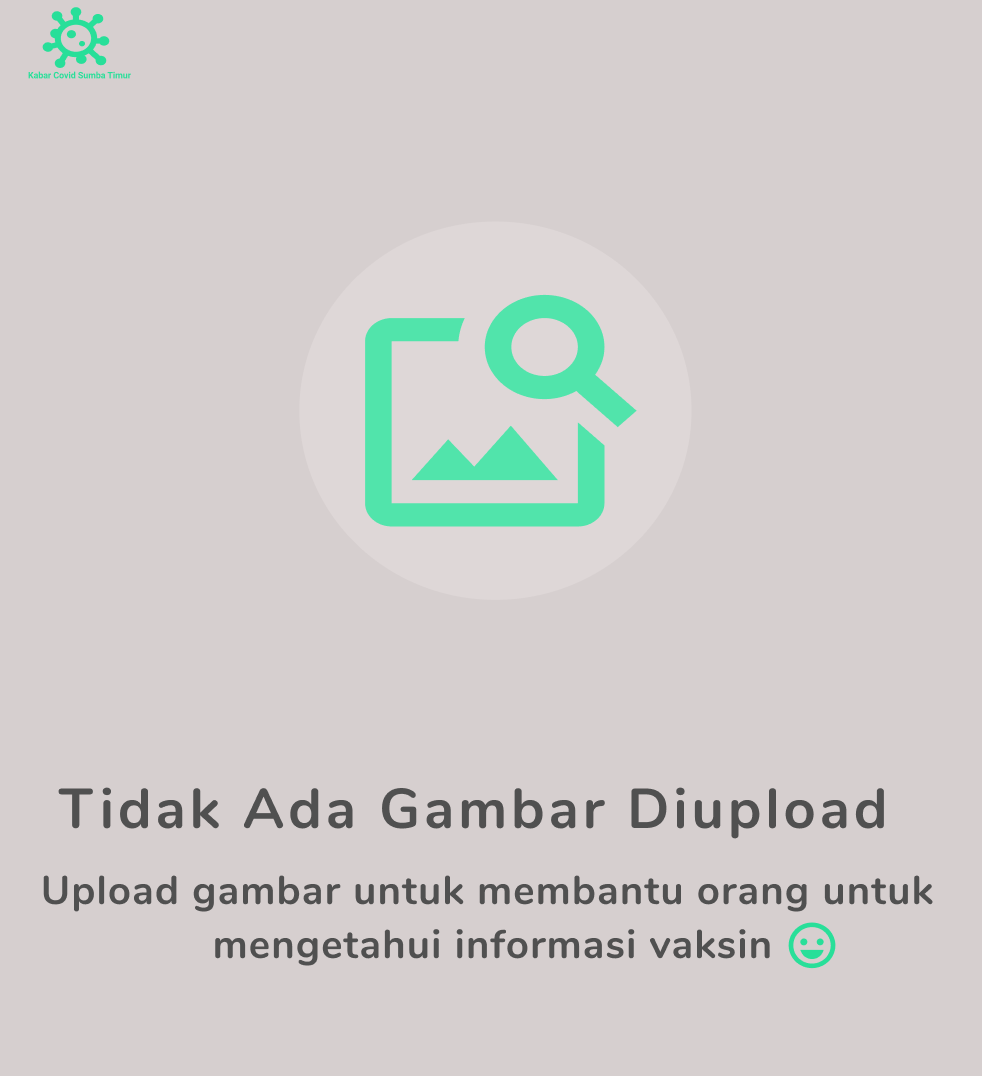 Kabar Covid Sumba Timur
Tidak Ada Gambar Diupload
Upload gambar untuk membantu orang untuk
mengetahui informasi vaksin